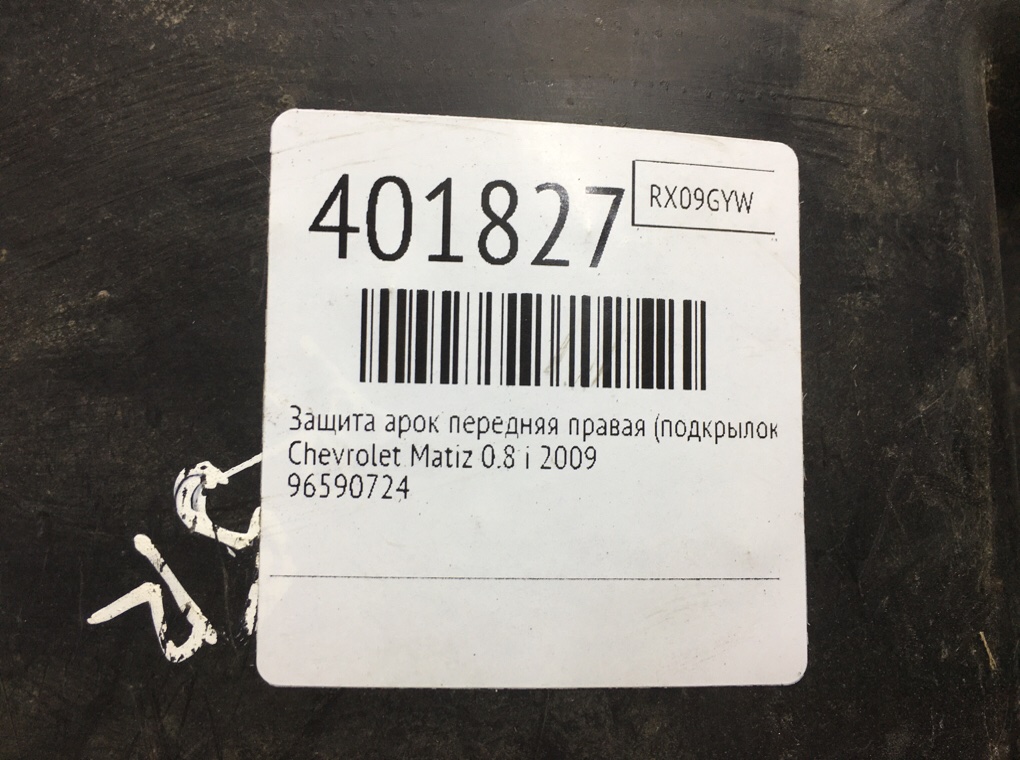 401827
RX09GYW
Защита арок передняя правая (подкрылок
Chevrolet Matiz 0.8 i 2009
96590724